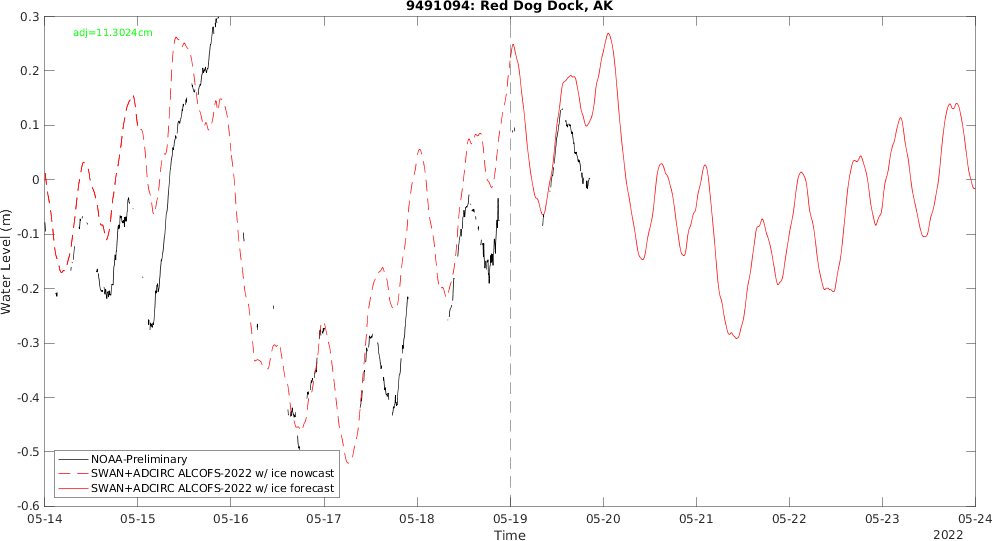 9491094: Red Dog Dock, AK
adj=11.3024cm
0.3
0.2
0.1
0
-0.1
-0.2
-0.3
-0.4
-0.5
-0.6
Water Level (m)
NOAA-Preliminary
SWAN+ADCIRC ALCOFS-2022 w/ ice nowcast
SWAN+ADCIRC ALCOFS-2022 w/ ice forecast
05-14 05-15 05-16 05-17 05-18 05-19 05-20 05-21 05-22 05-23 05-24
Time
2022